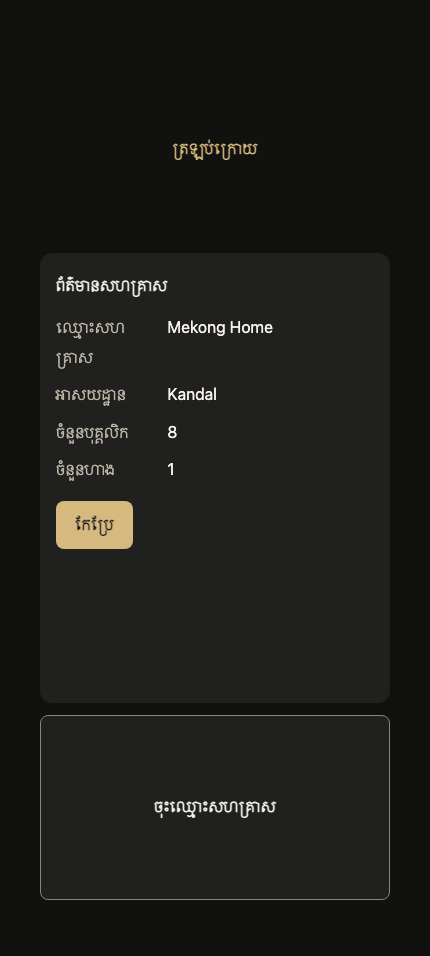 ត្រឡប់ក្រោយ
ព័ត៌មានសហគ្រាស
ឈ្មោះសហ Mekong Home
គ្រាស
អាសយដ្ឋាន Kandal
ចំនួនបុគ្គលិក 8
ចំនួនហាង 1
កែប្រែ
ចុះឈ្មោះសហគ្រាស